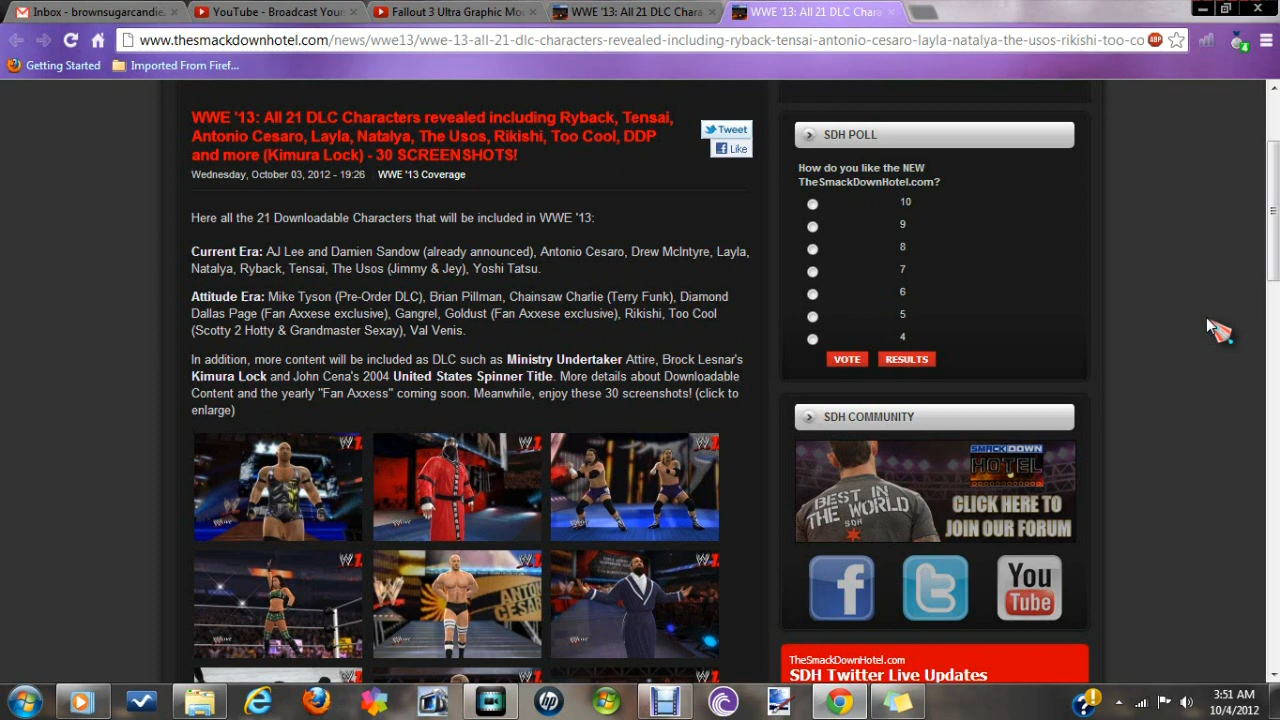 Inbox - brownsugarcandie.
YouTube - Broadcast Your
Fallout 3 Ultra Graphic Mo
WWE '13: All 21 DLC Chara
WWE '13: All 21 DLC Chara
www.thesmackdownhotel.com/news/wwe13/wwe-13-all-21-dlc-characters-revealed-including-ryback-tensai-antonio-cesaro-layla-natalya-the-usos-rikishi-too-co
ABP
Getting Started
Imported From Firef...
WWE '13: All 21 DLC Characters revealed including Ryback, Tensai,
Antonio Cesaro, Layla, Natalya, The Usos, Rikishi, Too Cool, DDP
and more (Kimura Lock) - 30 SCREENSHOTS!
Tweet
Like
Wednesday, October 03, 2012 - 19:26 WWE '13 Coverage
Here all the 21 Downloadable Characters that will be included in WWE '13:
Current Era: AJ Lee and Damien Sandow (already announced), Antonio Cesaro, Drew McIntyre, Layla,
Natalya, Ryback, Tensai, The Usos (Jimmy & Jey), Yoshi Tatsu.
Attitude Era: Mike Tyson (Pre-Order DLC), Brian Pillman, Chainsaw Charlie (Terry Funk), Diamond
Dallas Page (Fan Axxese exclusive), Gangrel, Goldust (Fan Axxese exclusive), Rikishi, Too Cool
(Scotty 2 Hotty & Grandmaster Sexay), Val Venis.
In addition, more content will be included as DLC such as Ministry Undertaker Attire, Brock Lesnar's
Kimura Lock and John Cena's 2004 United States Spinner Title. More details about Downloadable
Content and the yearly "Fan Axxess" coming soon. Meanwhile, enjoy these 30 screenshots! (click to
enlarge)
ANTONIO
CESARO
SDH POLL
How do you like the NEW
TheSmackDownHotel.com?
10
9
8
7
6
5
4
VOTE
RESULTS
SDH COMMUNITY
BEST IN
THE WORLD
SDH
SMACKDOWN
HOTEL
CLICK HERE TO
JOIN OUR FORUM
You
Tube
TheSmackDownHotel.com
SDH Twitter Live Updates
hp
3:51 AM
10/4/2012